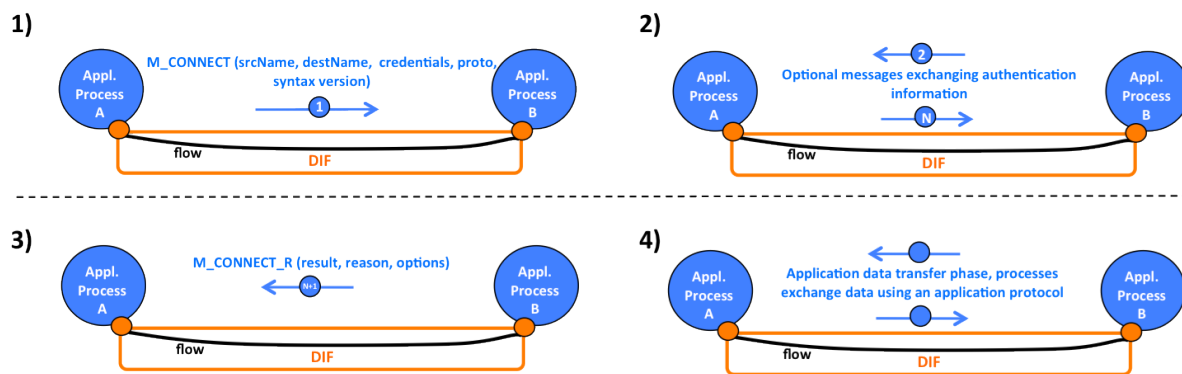 1)
Appl.
Process
A
M_CONNECT (srcName, destName, credentials, proto,
syntax version)
1
Appl.
Process
B
flow
DIF
2)
Appl.
Process
A
2
Optional messages exchanging authentication
information
N
Appl.
Process
B
flow
DIF
3)
Appl.
Process
A
M_CONNECT_R (result, reason, options)
N+1
Appl.
Process
B
flow
DIF
4)
Appl.
Process
A
Application data transfer phase, processes
exchange data using an application protocol
Appl.
Process
B
flow
DIF